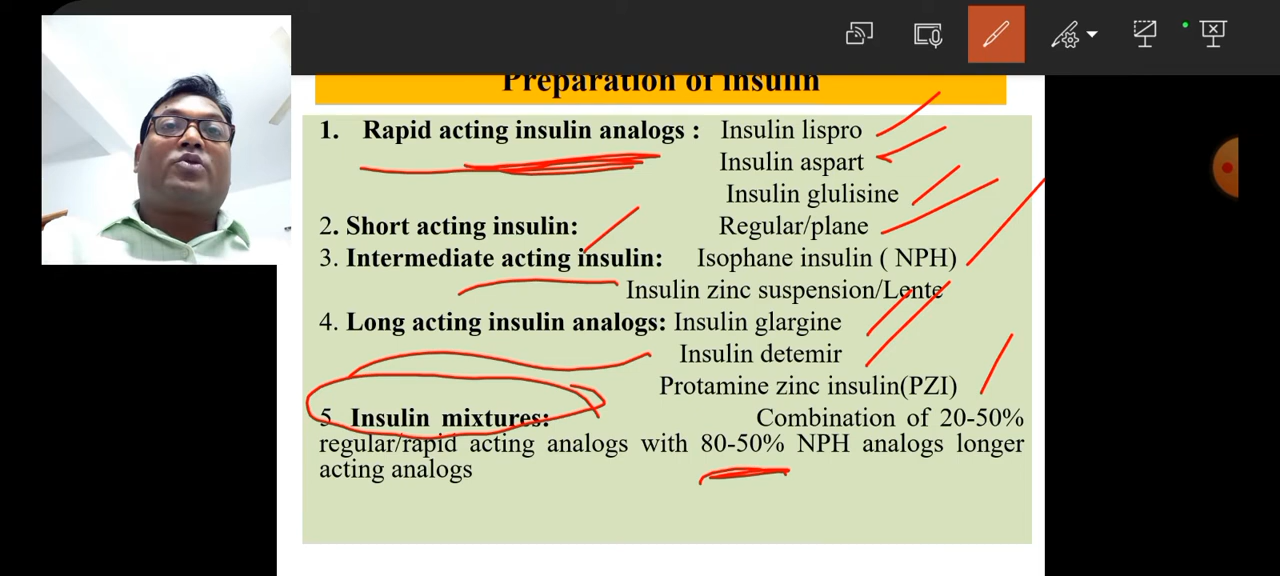 Preparation of insulin
1. Rapid acting insulin analogs : Insulin lispro
Insulin aspart
Insulin glulisine
2. Short acting insulin: Regular/plane
3. Intermediate acting insulin: Isophane insulin ( NPH)
Insulin zinc suspension/Lente
4. Long acting insulin analogs: Insulin glargine
Insulin detemir
Protamine zinc insulin(PZI)
5. Insulin mixtures: Combination of 20-50%
regular/rapid acting analogs with 80-50% NPH analogs longer
acting analogs